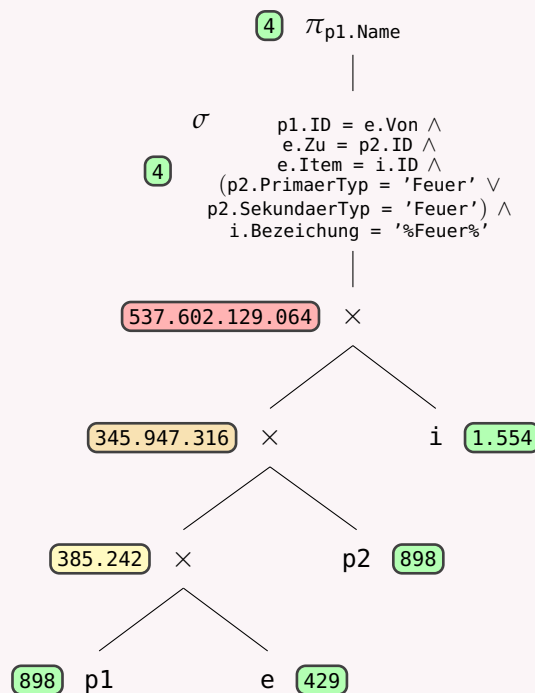 4 π p1.Name
σ p1.ID = e.Von ∧
e.Zu = p2.ID ∧
4 e.Item = i.ID ∧
(p2.PrimaerTyp = ’Feuer’ ∨
p2.SekundaerTyp = ’Feuer’) ∧
i.Bezeichung = ’%Feuer%’
537.602.129.064 ×
345.947.316 × i 1.554
385.242 × p2 898
898 p1 e 429